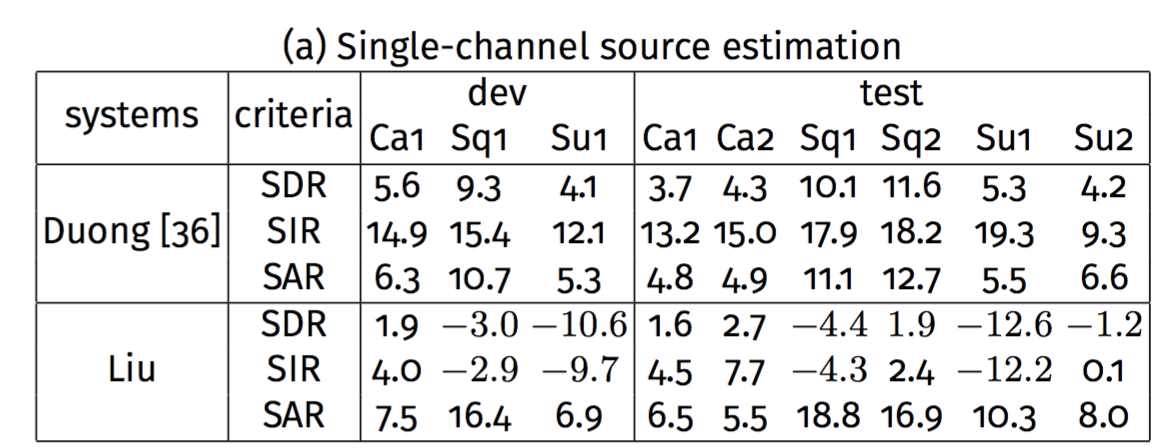 (a) Single-channel source estimation
systems criteria dev test
Ca1 Sq1 Su1 Ca1 Ca2 Sq1 Sq2 Su1 Su2
SDR 5.6 9.3 4.1 3.7 4.3 10.1 11.6 5.3 4.2
Duong [36] SIR 14.9 15.4 12.1 13.2 15.0 17.9 18.2 19.3 9.3
SAR 6.3 10.7 5.3 4.8 4.9 11.1 12.7 5.5 6.6
SDR 1.9 −3.0 −10.6 1.6 2.7 −4.4 1.9 −12.6 −1.2
Liu SIR 4.0 −2.9 −9.7 4.5 7.7 −4.3 2.4 −12.2 0.1
SAR 7.5 16.4 6.9 6.5 5.5 18.8 16.9 10.3 8.0